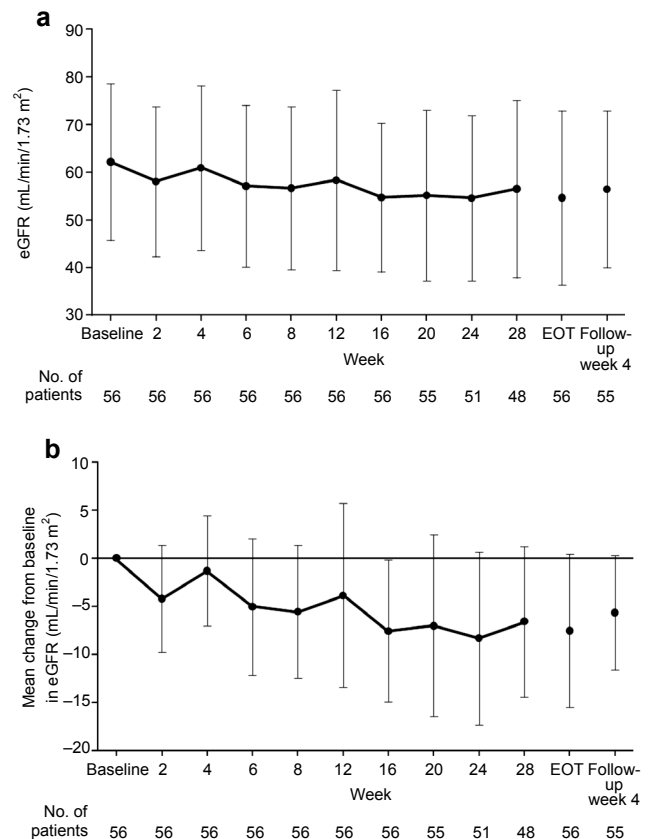 a
eGFR (mL/min/1.73 m²)
90
80
70
60
50
40
30
Baseline 2 4 6 8 12 16 20 24 28 EOT Follow-
up
week 4
Week
No. of
patients 56 56 56 56 56 56 56 55 51 48 56 55
b
Mean change from baseline
in eGFR (mL/min/1.73 m²)
10
5
0
–5
–10
–15
–20
Baseline 2 4 6 8 12 16 20 24 28 EOT Follow-
up
week 4
Week
No. of
patients 56 56 56 56 56 56 56 55 51 48 56 55